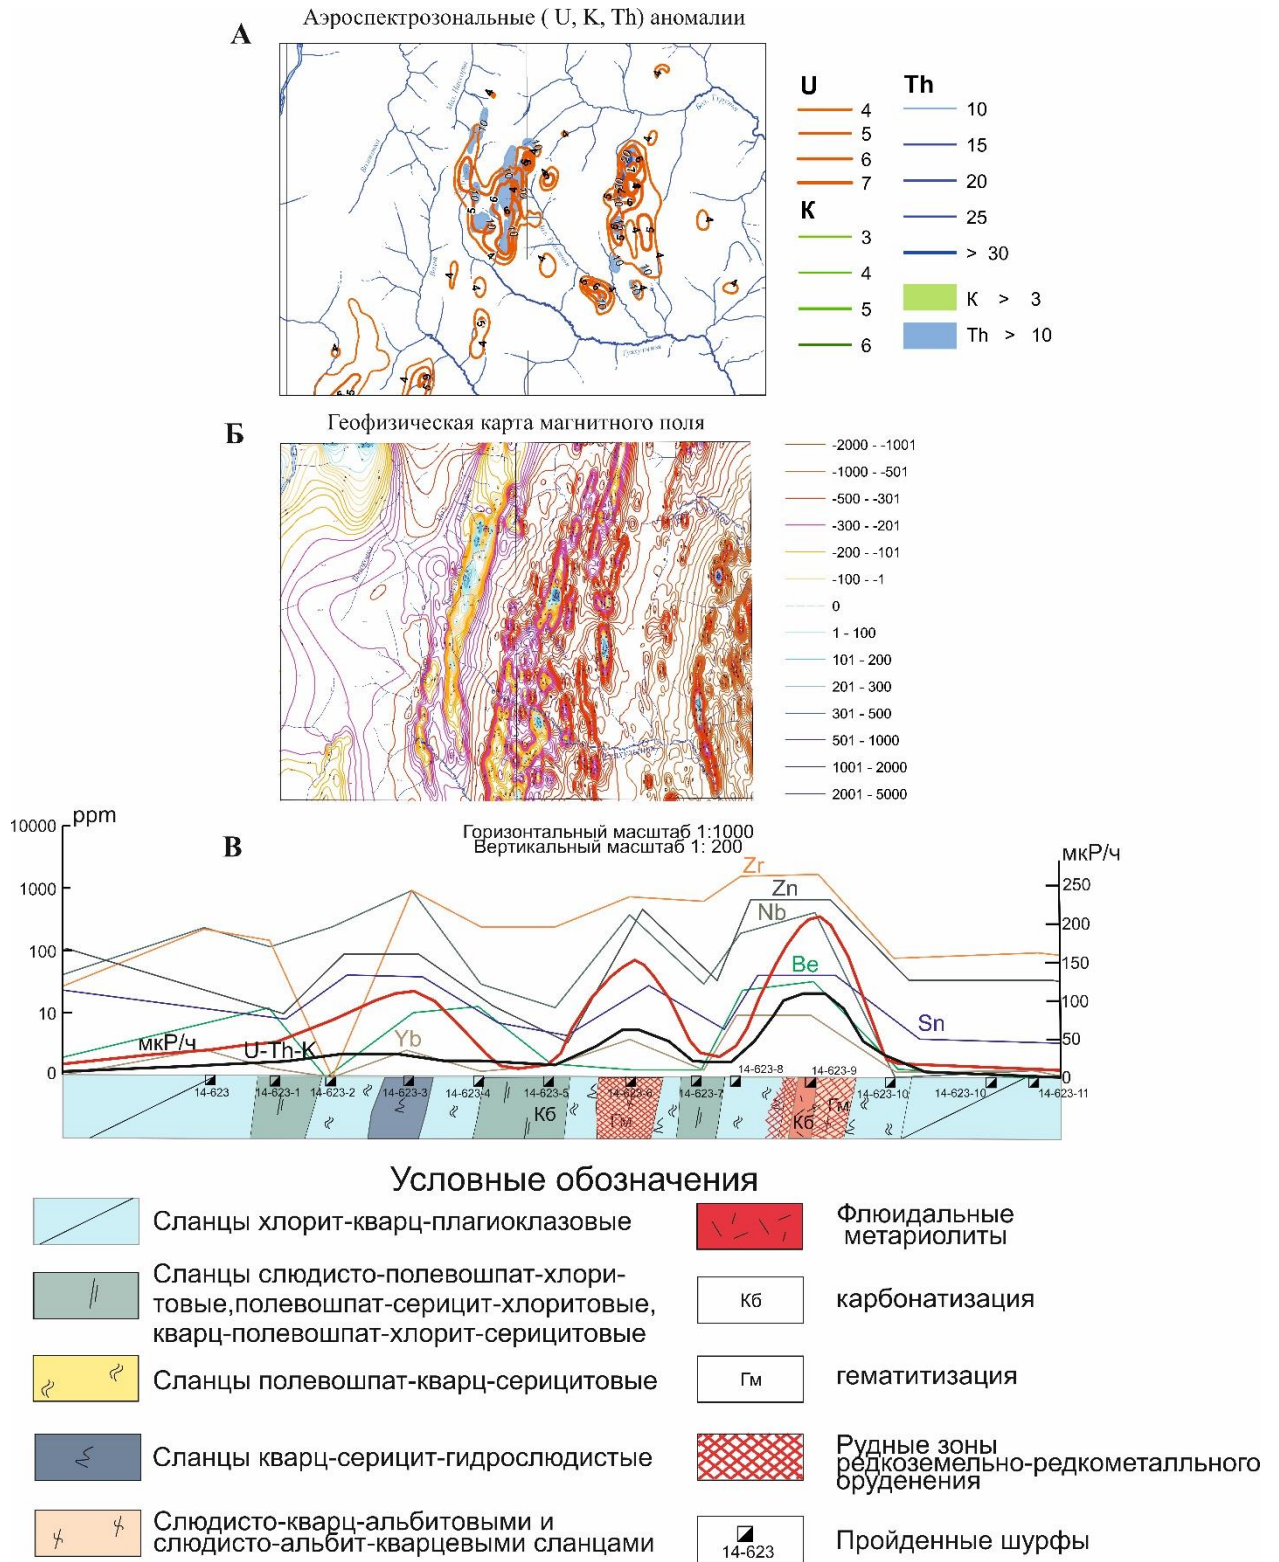 Аэроспектрозональные ( U, K, Th) аномалии
А
U
4
5
6
7
К
3
4
5
6
Th
10
15
20
25
> 30
К > 3
Th > 10
Геофизическая карта магнитного поля
Б
-2000 - -1001
-1000 - -501
-500 - -301
-300 - -201
-200 - -101
-100 - -1
0
1 - 100
101 - 200
201 - 300
301 - 500
501 - 1000
1001 - 2000
2001 - 5000
В
Горизонтальный масштаб 1:1000
Вертикальный масштаб 1: 200
ppm
10000
1000
100
10
0
мкР/ч
250
200
150
100
50
0
Zr
Zn
Nb
Be
Sn
Yb
мкР/ч
U-Th-K
14-623
14-623-1
14-623-2
14-623-3
14-623-4
14-623-5
14-623-6
14-623-7
14-623-8
14-623-9
14-623-10
14-623-10
14-623-11
Кб
Гм
Кб
Гм
Условные обозначения
Сланцы хлорит-кварц-плагиоклазовые
Сланцы слюдисто-полевошпат-хлори-
товые,полевошпат-серицит-хлоритовые,
кварц-полевошпат-хлорит-серицитовые
Сланцы полевошпат-кварц-серицитовые
Сланцы кварц-серицит-гидрослюдистые
Слюдисто-кварц-альбитовыми и
слюдисто-альбит-кварцевыми сланцами
Флюидальные
метариолиты
Кб
карбонатизация
Гм
гематитизация
Рудные зоны
редкоземельно-редкометалльного
оруденения
14-623
Пройденные шурфы